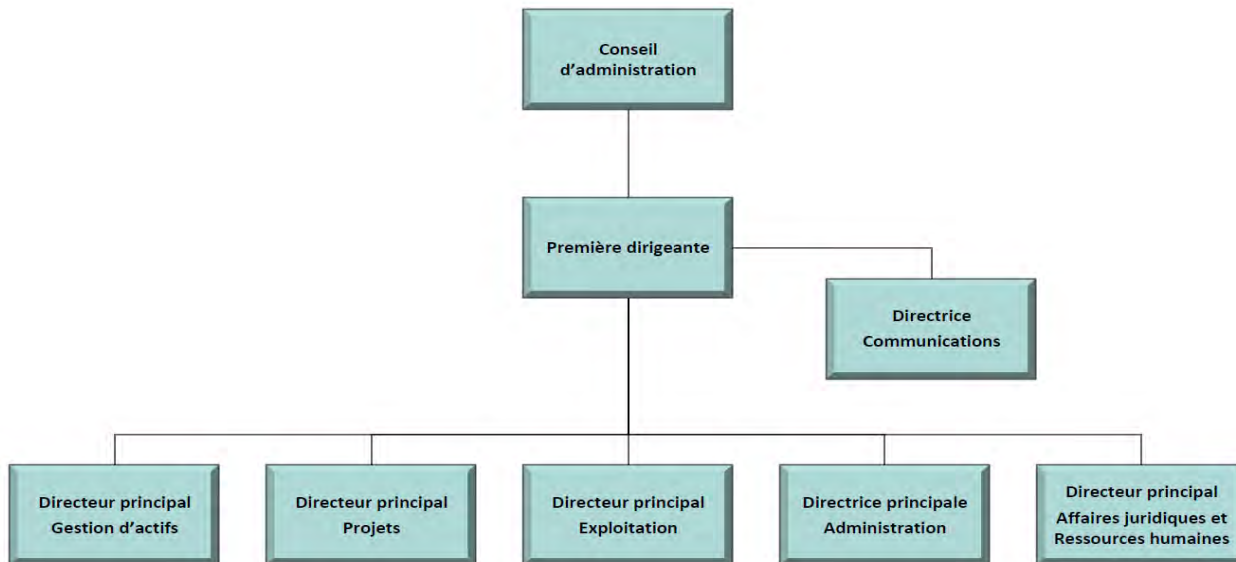 Conseil
d’administration
Première dirigeante
Directrice
Communications
Directeur principal
Gestion d’actifs
Directeur principal
Projets
Directeur principal
Exploitation
Directrice principale
Administration
Directeur principal
Affaires juridiques et
Ressources humaines